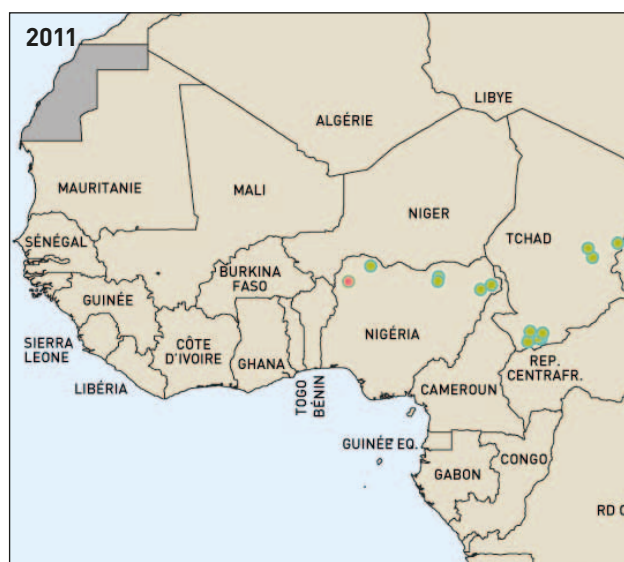 2011
LIBYE
ALGÉRIE
MAURITANIE
MALI
NIGER
TCHAD
SÉNÉGAL
BURKINA
FASO
GUINÉE
NIGÉRIA
SIERRA
LEONE
CÔTE
D'IVOIRE
GHANA
LIBÉRIA
TOGO
BÉNIN
REP.
CENTRAFR.
CAMEROUN
GUINÉE EQ.
GABON
CONGO
RD C